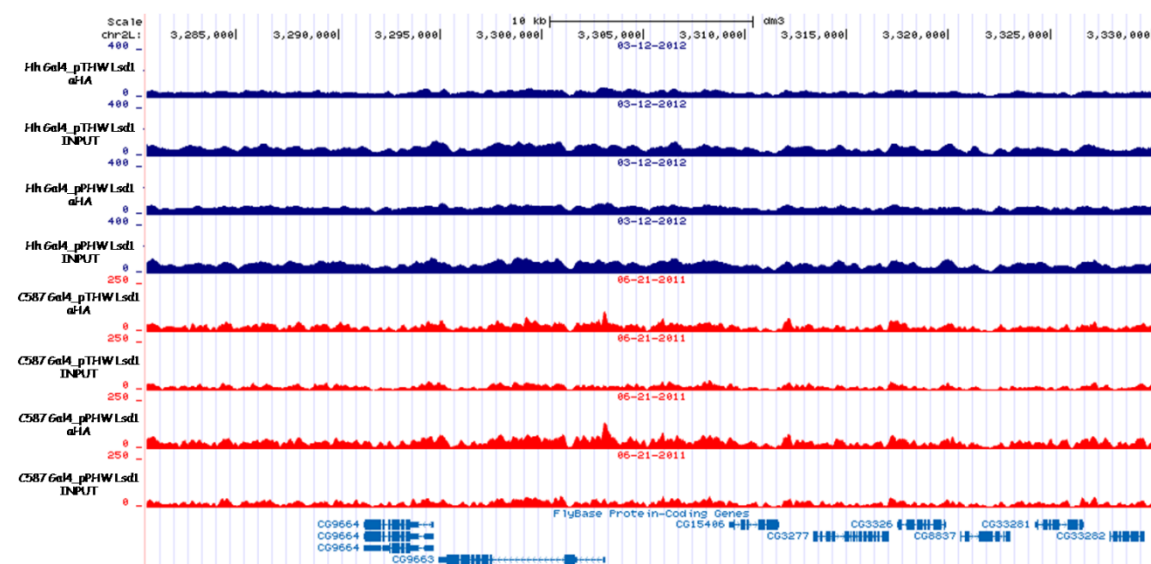 Scale 10 kb dm3
chr2L: 3,285,000 3,290,000 3,295,000 3,300,000 3,305,000 3,310,000 3,315,000 3,320,000 3,325,000 3,330,000
400 03-12-2012
Hh Gal4_pTHW Lsd1
aHA
0
400 03-12-2012
Hh Gal4_pTHW Lsd1
INPUT
0
400 03-12-2012
Hh Gal4_pPHW Lsd1
aHA
0
400 03-12-2012
Hh Gal4_pPHW Lsd1
INPUT
0
250 06-21-2011
C587 Gal4_pTHW Lsd1
aHA
0
250 06-21-2011
C587 Gal4_pTHW Lsd1
INPUT
0
250 06-21-2011
C587 Gal4_pPHW Lsd1
aHA
0
250 06-21-2011
C587 Gal4_pPHW Lsd1
INPUT
0
FlyBase Protein-Coding Genes
CG9664 CG15406 CG3326 CG33281
CG9664 CG3277 CG8837 CG33282
CG9664
CG9663